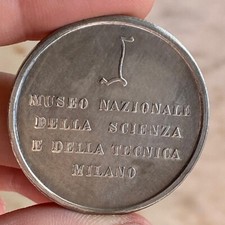 MUSEO NAZIONALE
DELLA SCIENZA
E DELLA TECNICA
MILANO